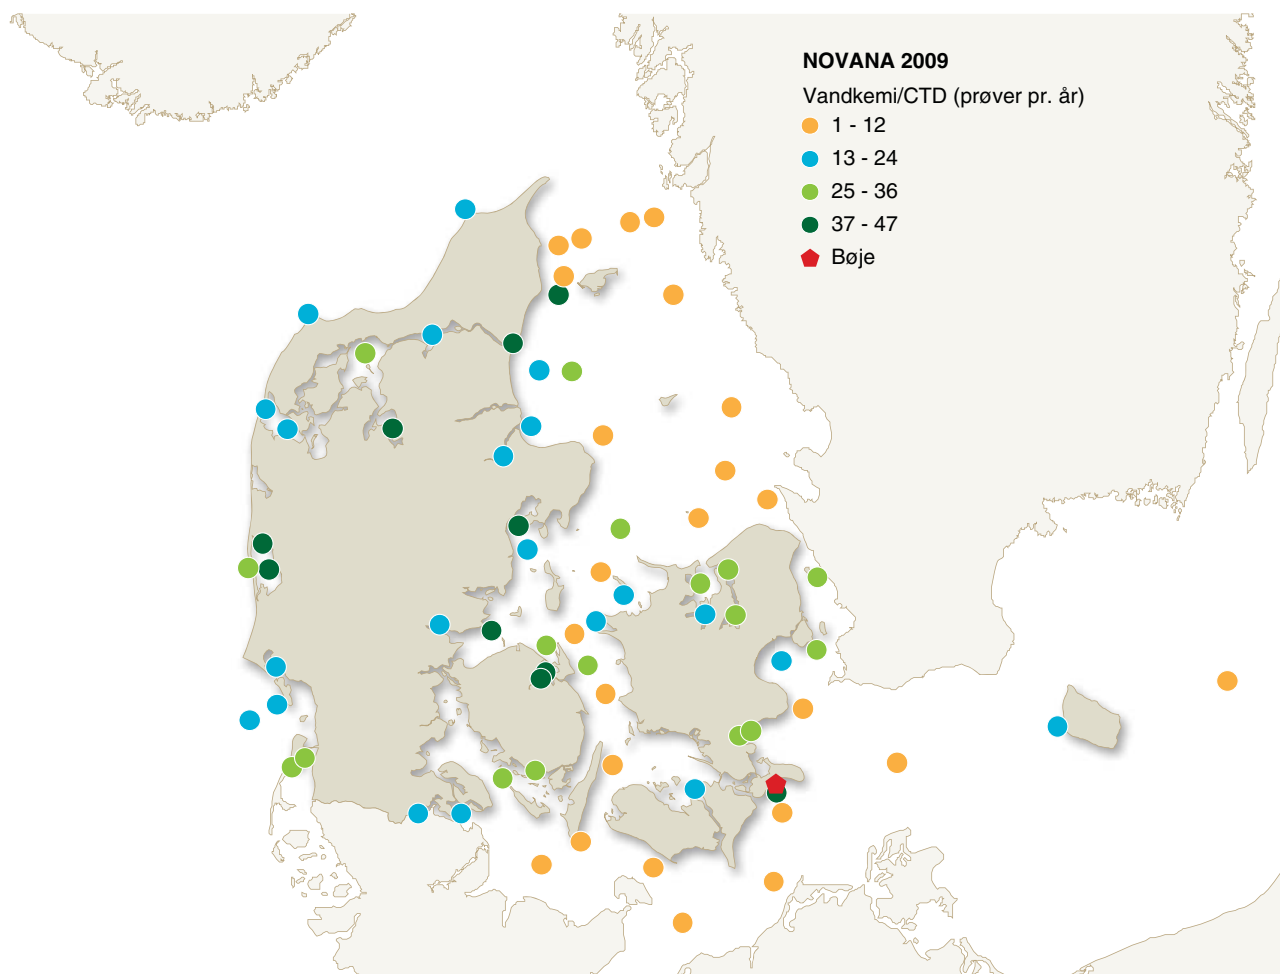 NOVANA 2009
Vandkemi/CTD (prøver pr. år)
1 - 12
13 - 24
25 - 36
37 - 47
Bøje